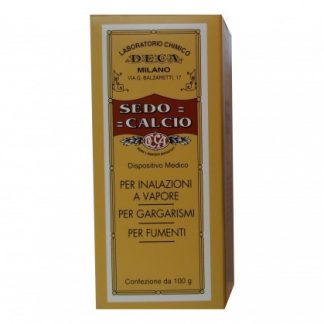 LABORATORIO CHIMICO
D.E.C.A.
MILANO
VIA G. BALZARETTI, 17
SEDO =
= CALCIO
Dispositivo Medico
PER INALAZIONI
A VAPORE
PER GARGARISMI
PER FUMENTI
Confezione da 100 g